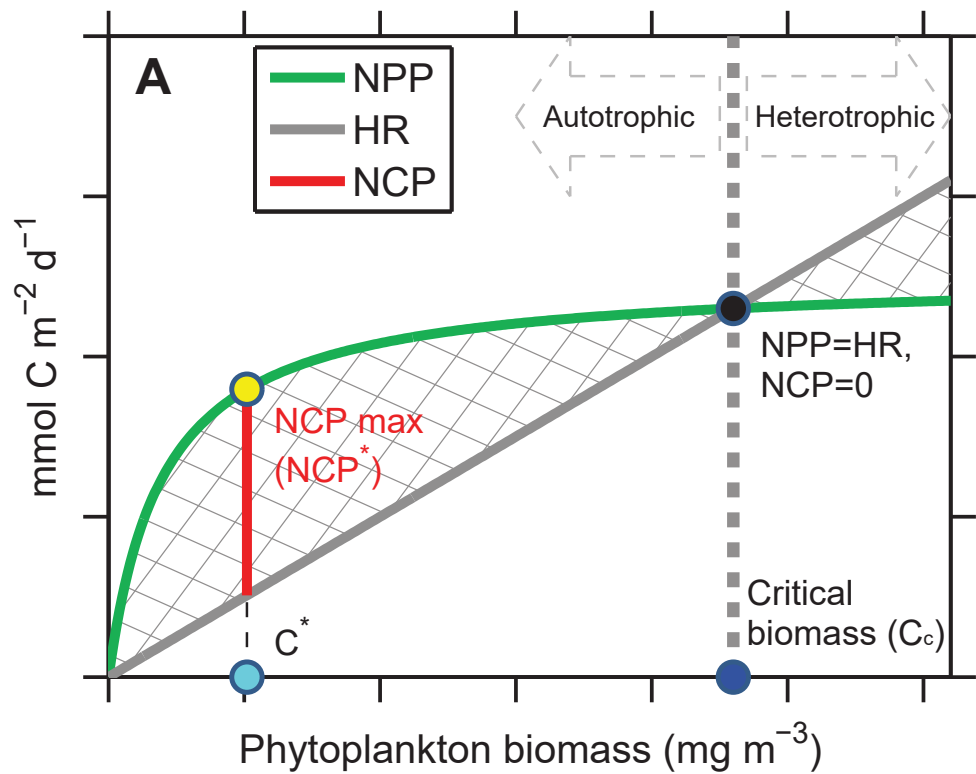 A
NPP
HR
NCP
Autotrophic
Heterotrophic
mmol C m⁻² d⁻¹
NPP=HR,
NCP=0
NCP max
(NCP*)
C*
Critical
biomass (Cc)
Phytoplankton biomass (mg m⁻³)